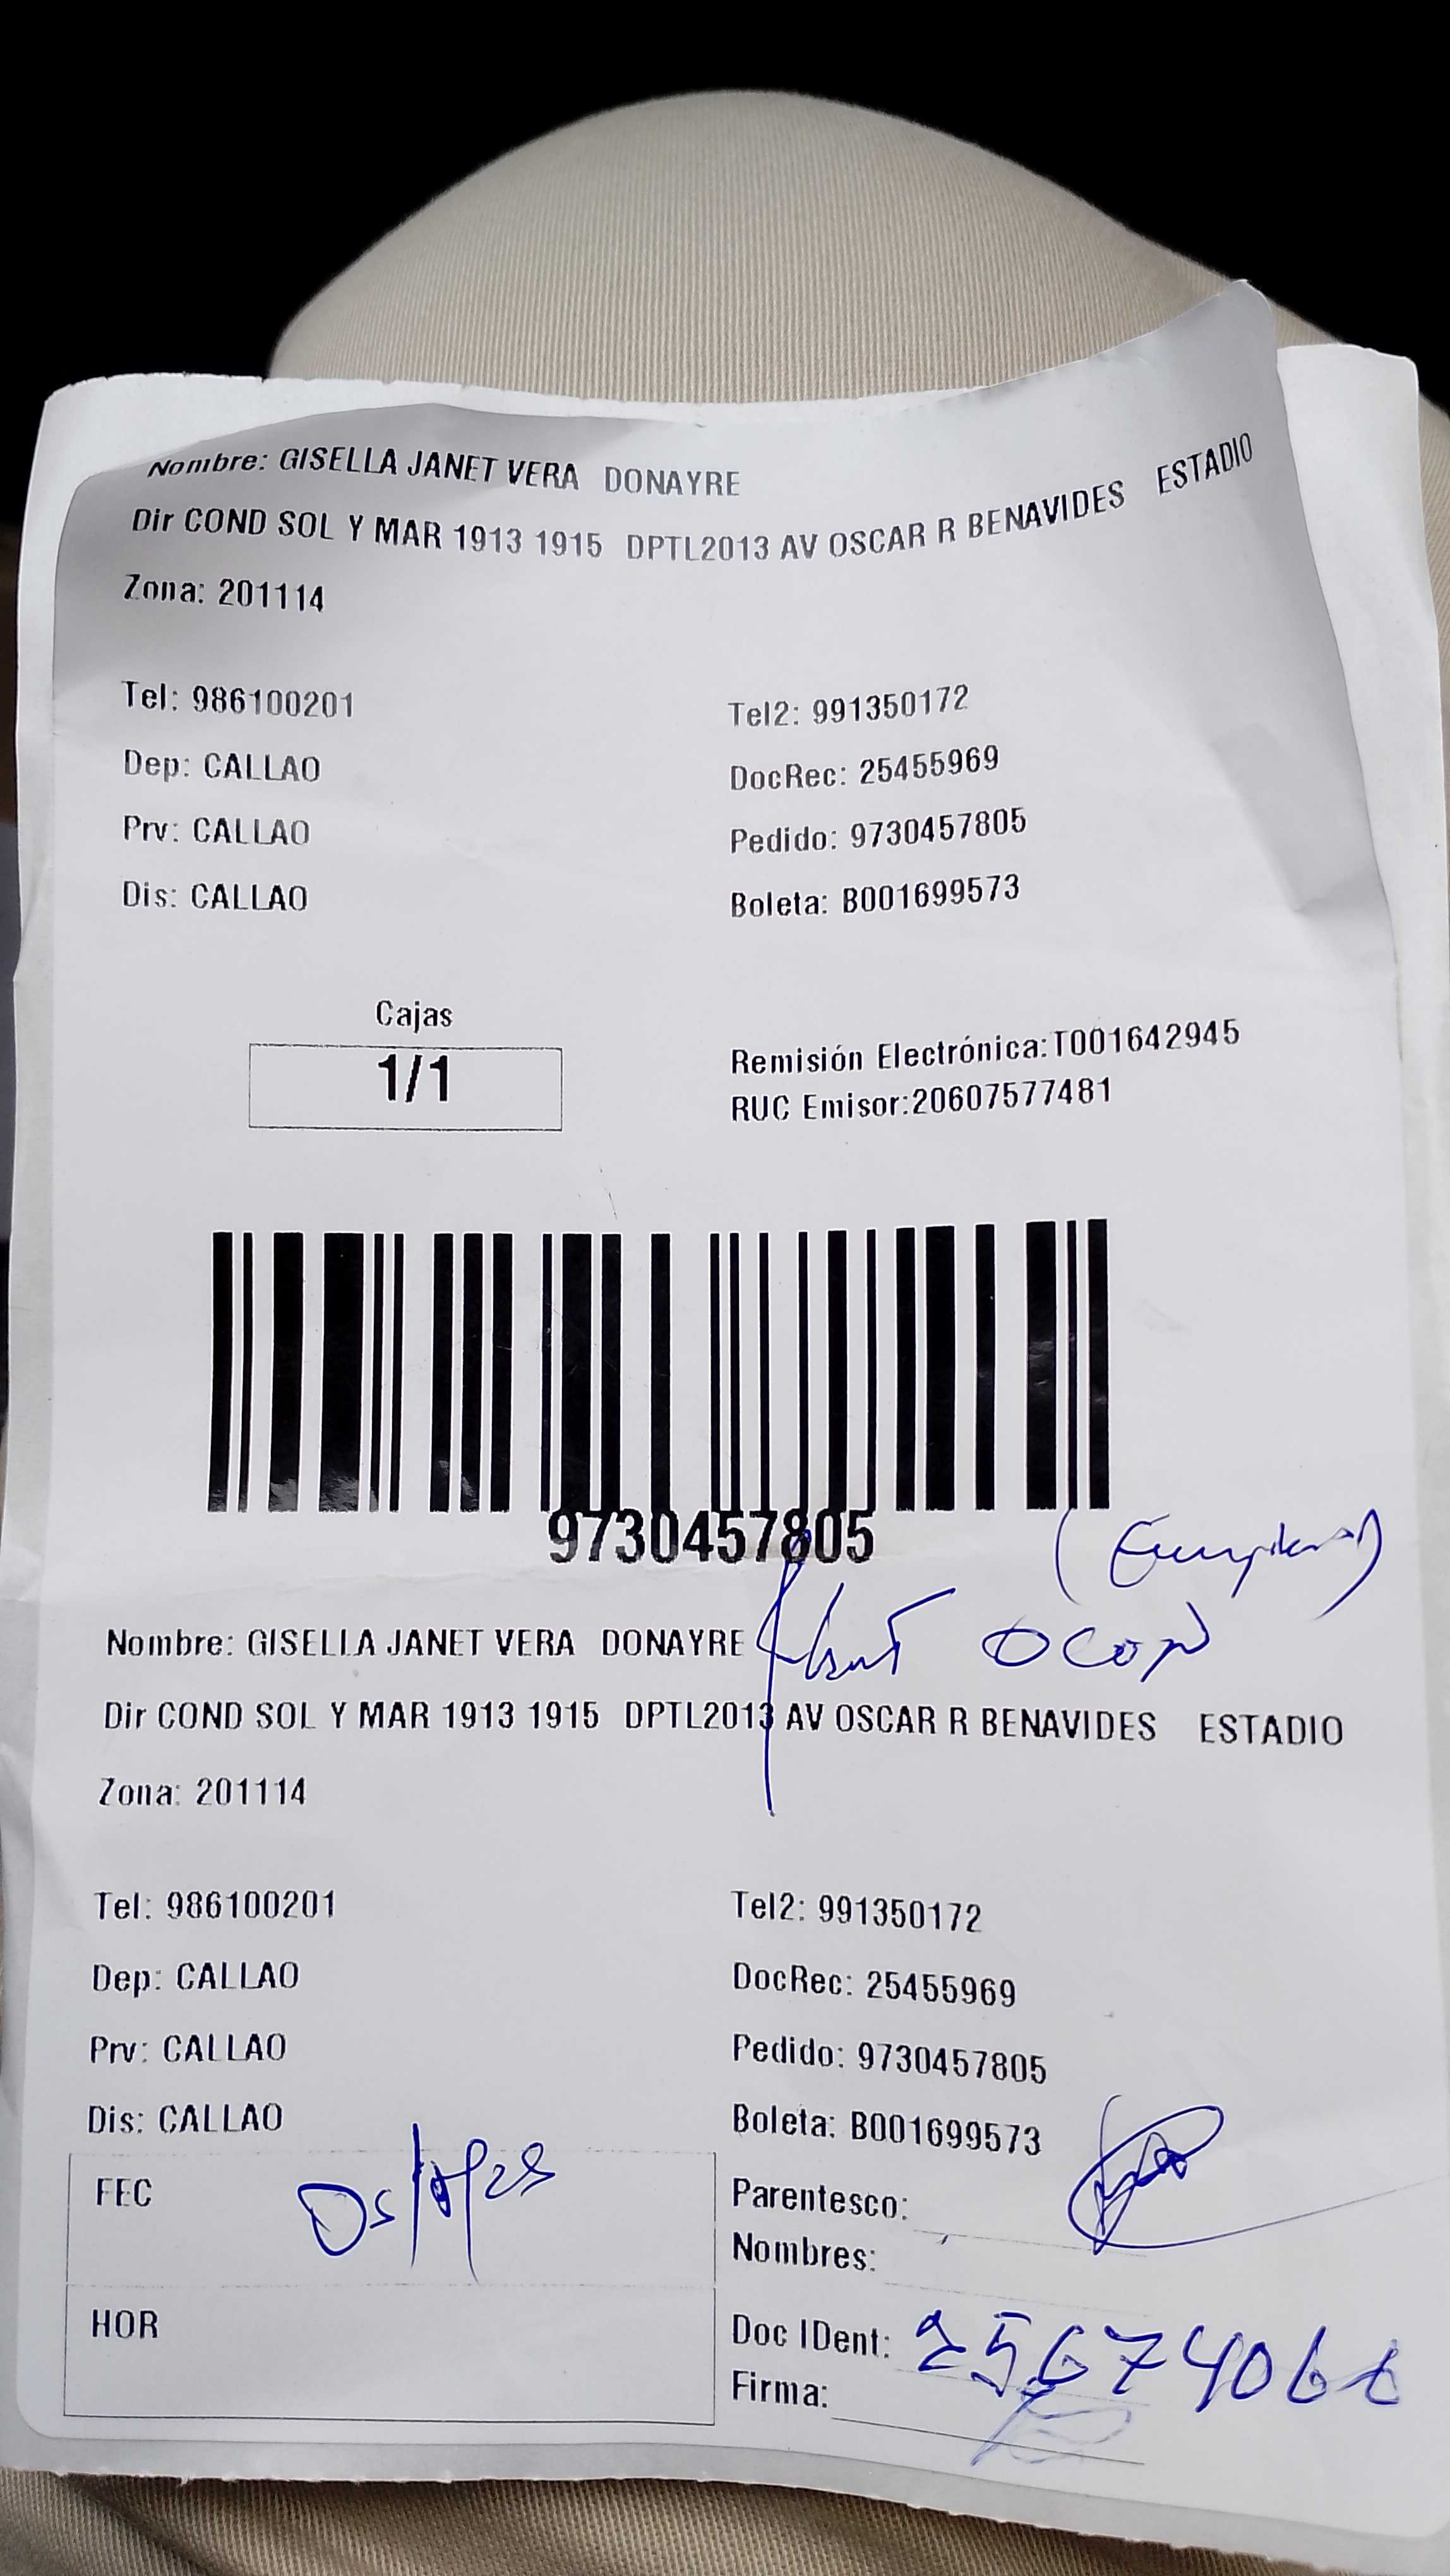 Nombre: GISELLA JANET VERA DONAYRE
Dir COND SOL Y MAR 1913 1915 DPTL2013 AV OSCAR R BENAVIDES ESTADIO
Zona: 201114
Tel: 986100201 Tel2: 991350172
Dep: CALLAO DocRec: 25455969
Prv: CALLAO Pedido: 9730457805
Dis: CALLAO Boleta: B001699573
Cajas
1/1
Remisión Electrónica:T001642945
RUC Emisor:20607577481
9730457805
Nombre: GISELLA JANET VERA DONAYRE
Dir COND SOL Y MAR 1913 1915 DPTL2013 AV OSCAR R BENAVIDES ESTADIO
Zona: 201114
Tel: 986100201 Tel2: 991350172
Dep: CALLAO DocRec: 25455969
Prv: CALLAO Pedido: 9730457805
Dis: CALLAO Boleta: B001699573
FEC
Parentesco:
Nombres:
HOR
Doc IDent: 25674066
Firma: